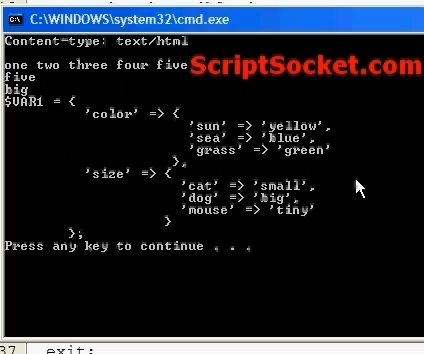 C:\WINDOWS\system32\cmd.exe
Content-type: text/html
one two three four five
ScriptSocket.com
five
big
$VAR1 = {
'color' => {
'sun' => 'yellow',
'sea' => 'blue',
'grass' => 'green'
},
'size' => {
'cat' => 'small',
'dog' => 'big',
'mouse' => 'tiny'
}
};
Press any key to continue . . .
37 exit;